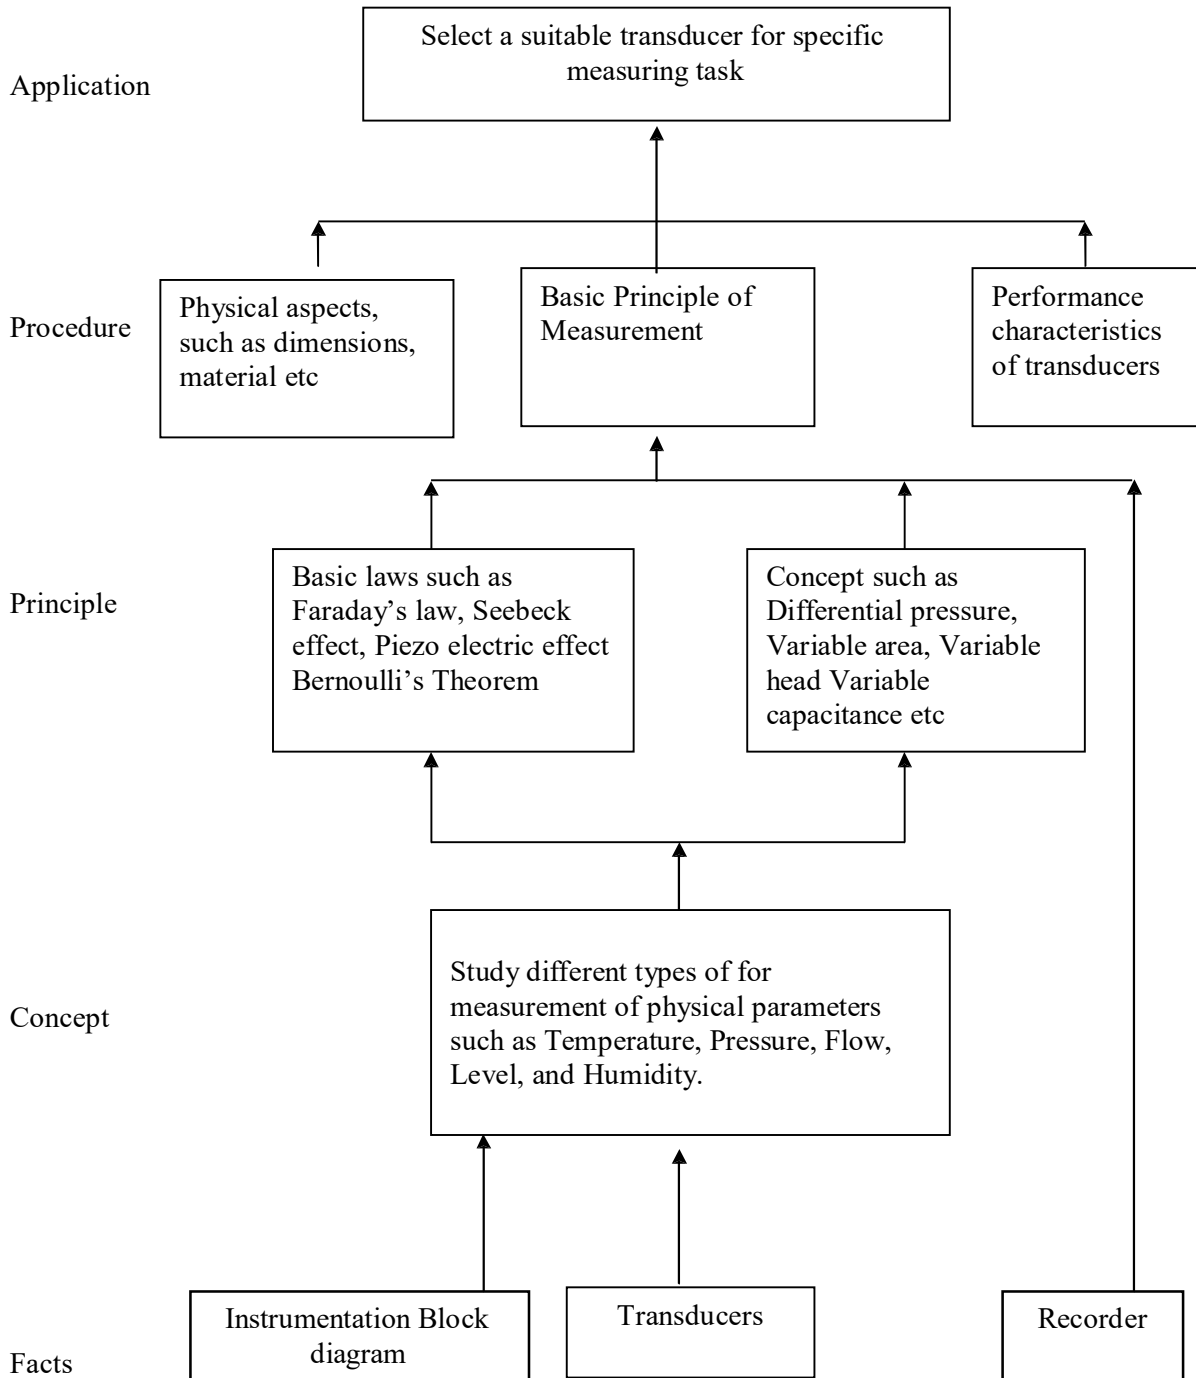 Select a suitable transducer for specific
measuring task
Application
Procedure
Physical aspects,
such as dimensions,
material etc
Basic Principle of
Measurement
Performance
characteristics
of transducers
Principle
Basic laws such as
Faraday’s law, Seebeck
effect, Piezo electric effect
Bernoulli’s Theorem
Concept such as
Differential pressure,
Variable area, Variable
head Variable
capacitance etc
Concept
Study different types of for
measurement of physical parameters
such as Temperature, Pressure, Flow,
Level, and Humidity.
Facts
Instrumentation Block
diagram
Transducers
Recorder